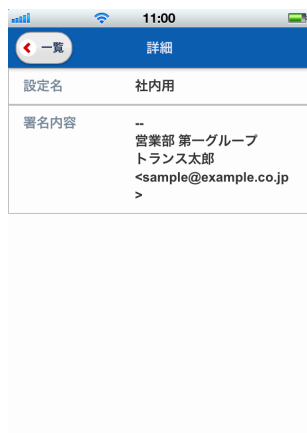 11:00
一覧
詳細
設定名 社内用
署名内容 --
営業部 第一グループ
トランス太郎
<sample@example.co.jp
>